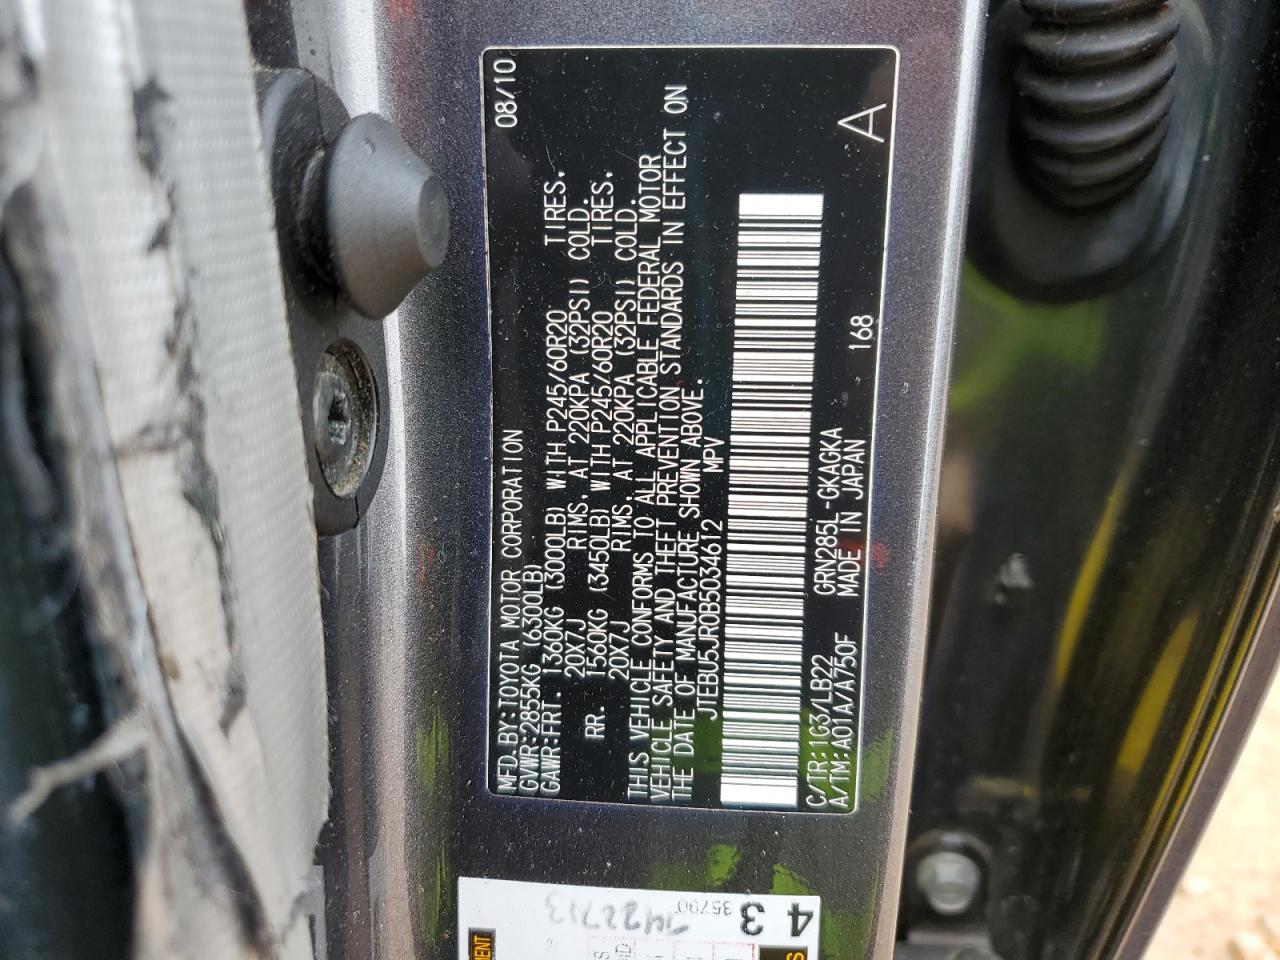 MFD.BY:TOYOTA MOTOR CORPORATION 08/10
GVWR:2855KG (6300LB)
GAWR:FRT. 1360KG (3000LB) WITH P245/60R20 TIRES.
20X7J RIMS, AT 220KPA (32PSI) COLD.
RR. 1560KG (3450LB) WITH P245/60R20 TIRES.
20X7J RIMS, AT 220KPA (32PSI) COLD.
THIS VEHICLE CONFORMS TO ALL APPLICABLE FEDERAL MOTOR
VEHICLE SAFETY AND THEFT PREVENTION STANDARDS IN EFFECT ON
THE DATE OF MANUFACTURE SHOWN ABOVE.
JTEBU5JR0B5034612 MPV
C/TR:1G3/LB22 GRN285L-GKAGKA 168 A
A/TM:A01A/A750F MADE IN JAPAN
4 3
35790